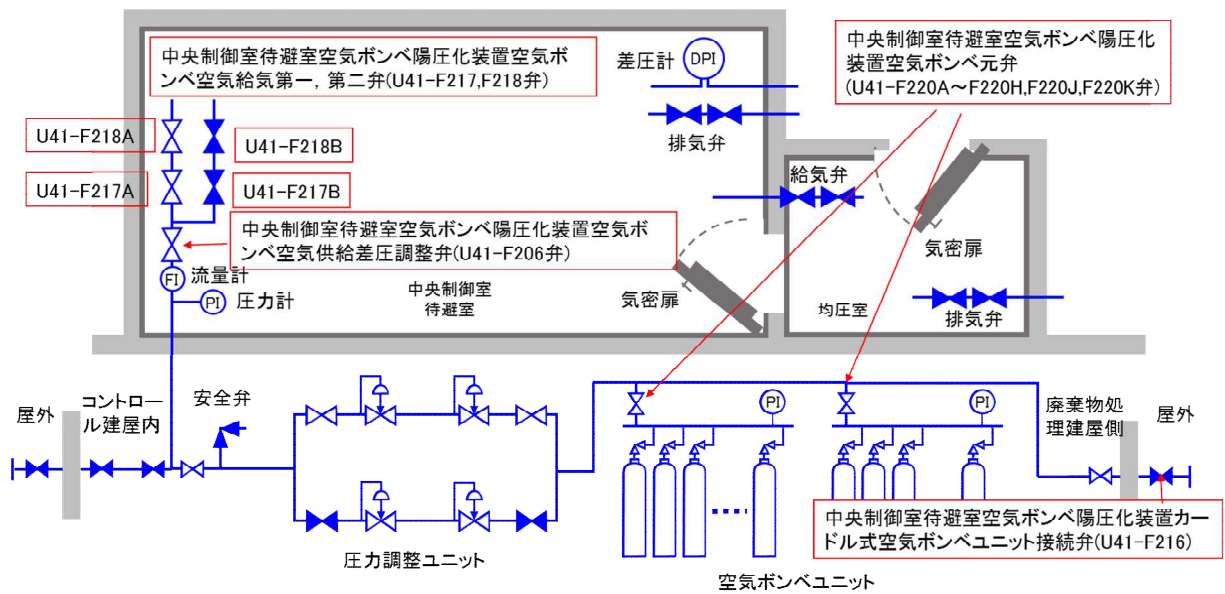 中央制御室待避室空気ボンベ陽圧化装置空気ボ
ンベ空気給気第一，第二弁(U41-F217,F218弁)
差圧計
DPI
排気弁
中央制御室待避室空気ボンベ陽圧化
装置空気ボンベ元弁
(U41-F220A～F220H,F220J,F220K弁)
U41-F218A
U41-F218B
U41-F217A
U41-F217B
給気弁
中央制御室待避室空気ボンベ陽圧化装置空気ボ
ンベ空気供給差圧調整弁(U41-F206弁)
気密扉
FI
流量計
PI
圧力計
中央制御室
待避室
気密扉
均圧室
排気弁
屋外
コントロー
ル建屋内
安全弁
PI
PI
廃棄物処
理建屋側
屋外
中央制御室待避室空気ボンベ陽圧化装置カー
ドル式空気ボンベユニット接続弁(U41-F216)
圧力調整ユニット
空気ボンベユニット